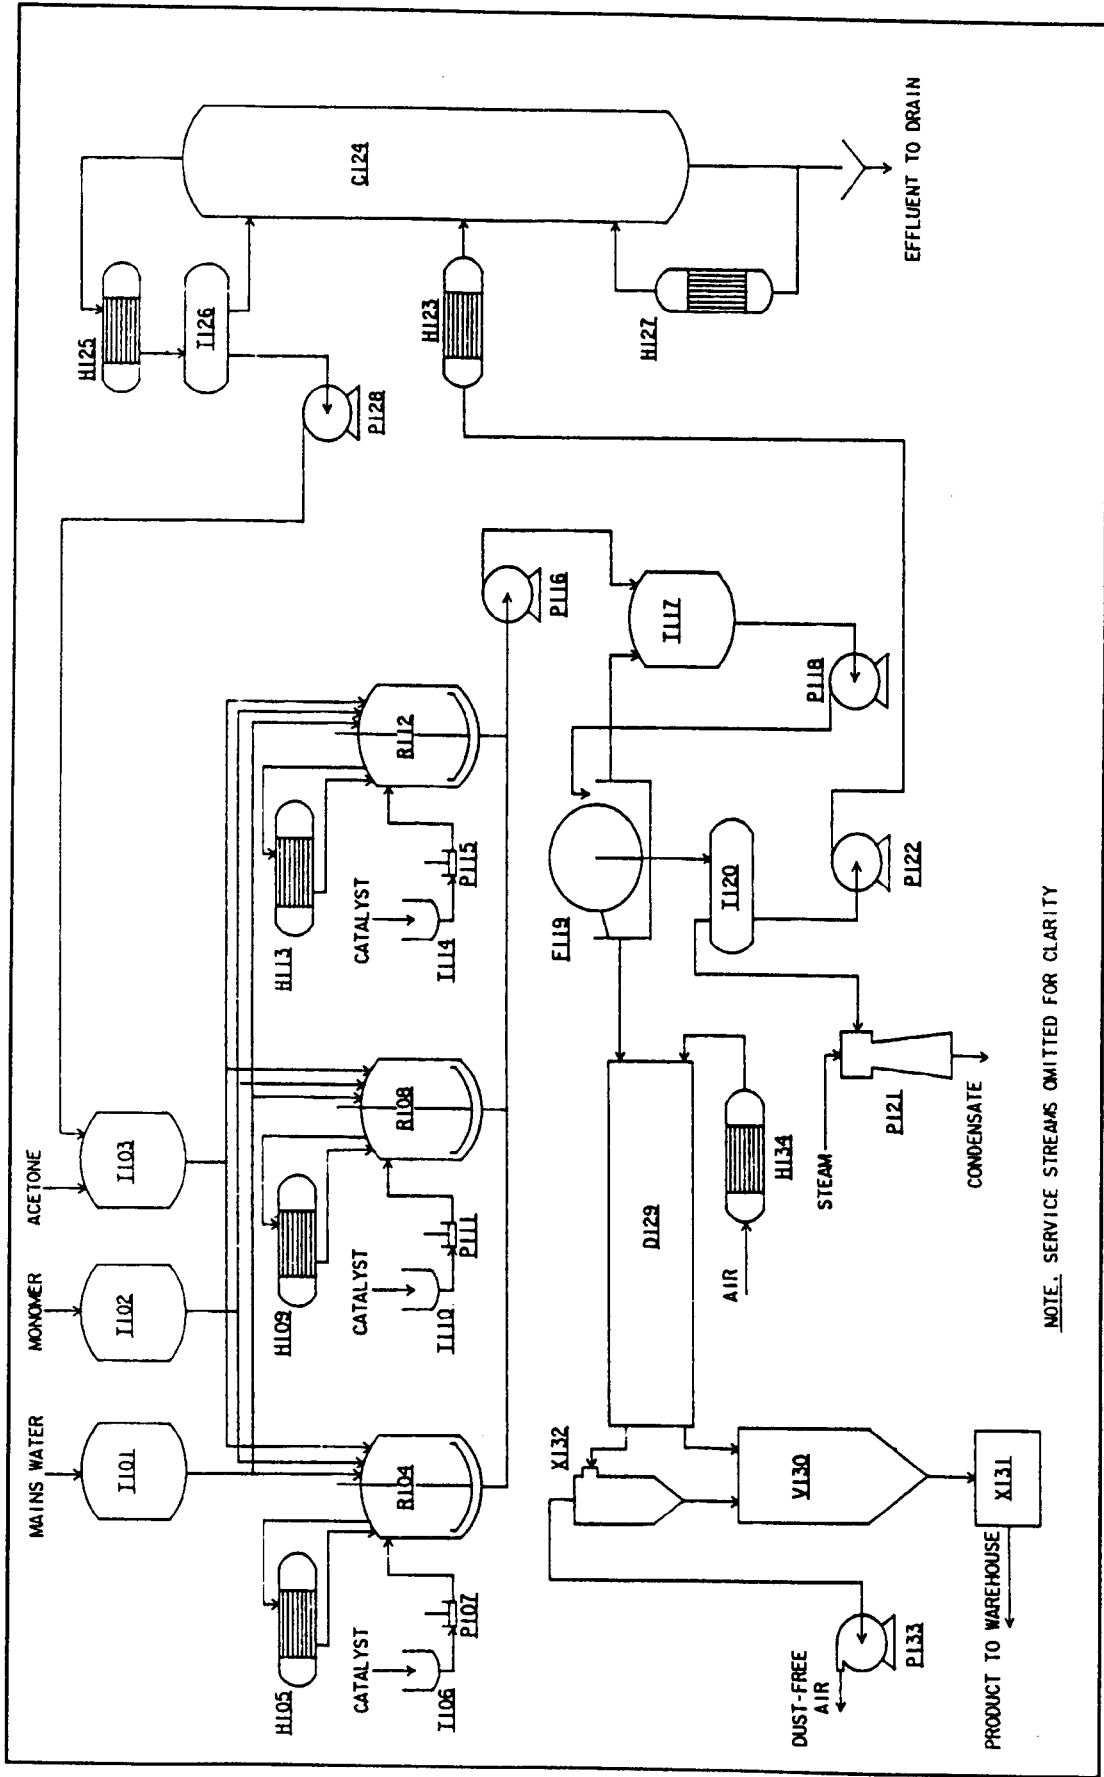 MAINS WATER
MONOMER
ACETONE
T101
T102
T103
H105
H109
H113
H125
T126
P128
CATALYST
T106
P107
R104
CATALYST
T110
P111
R108
CATALYST
T114
P115
R112
C124
H123
H127
P116
T117
P118
F119
T120
P122
X132
D129
H134
AIR
STEAM
P121
CONDENSATE
V130
X131
P133
DUST-FREE
AIR
PRODUCT TO WAREHOUSE
EFFLUENT TO DRAIN
NOTE. SERVICE STREAMS OMITTED FOR CLARITY